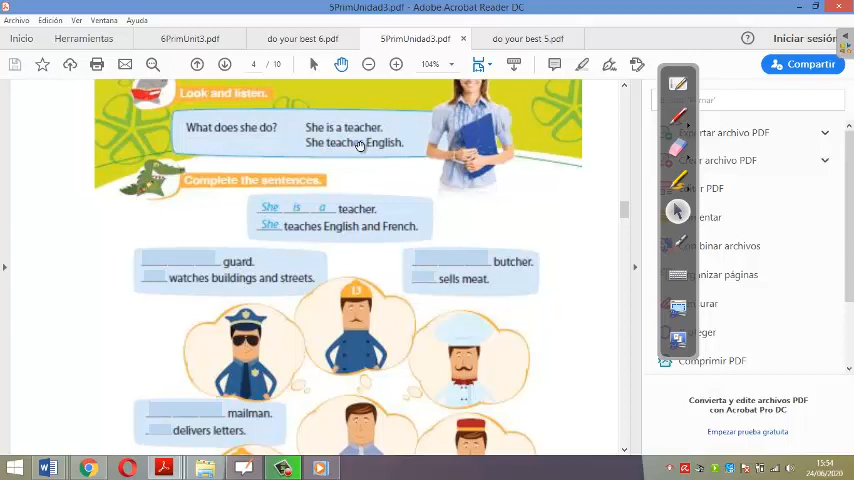 5PrimUnidad3.pdf - Adobe Acrobat Reader DC
Archivo Edición Ver Ventana Ayuda
Inicio Herramientas 6PrimUnit3.pdf do your best 6.pdf 5PrimUnidad3.pdf × do your best 5.pdf Iniciar sesión
4 / 10 104% Compartir
Look and listen.
What does she do? She is a teacher.
She teaches English.
Complete the sentences.
She is a teacher.
She teaches English and French.
guard.
watches buildings and streets.
butcher.
sells meat.
13
mailman.
delivers letters.
Exportar archivo PDF
Crear archivo PDF
PDF
Combinar archivos
Organizar páginas
Comprimir PDF
Convierta y edite archivos PDF
con Acrobat Pro DC
Empezar prueba gratuita
15:54
24/06/2020